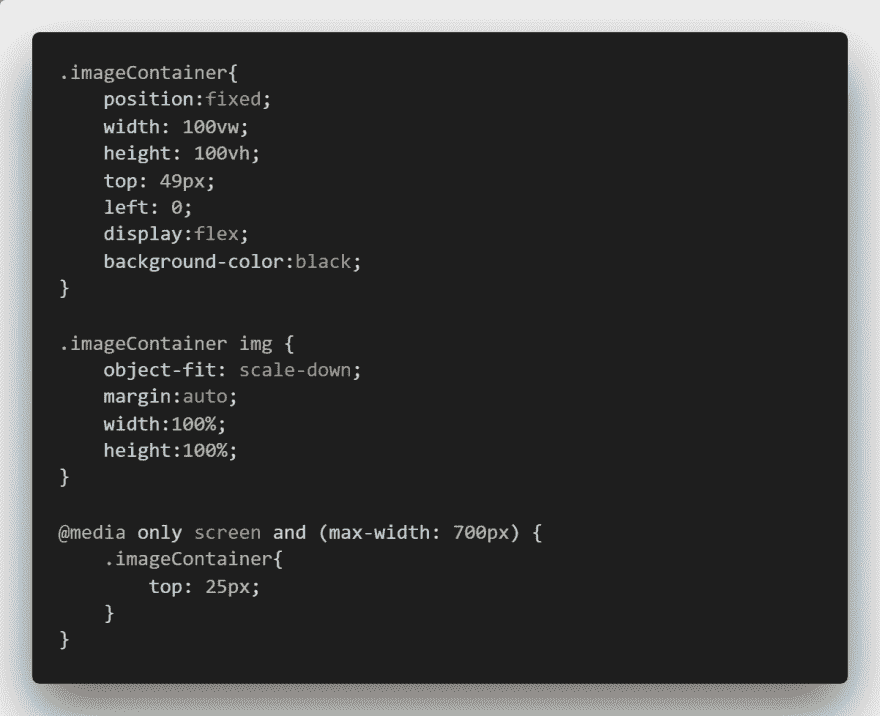 .imageContainer{
    position:fixed;
    width: 100vw;
    height: 100vh;
    top: 49px;
    left: 0;
    display:flex;
    background-color:black;
}

.imageContainer img {
    object-fit: scale-down;
    margin:auto;
    width:100%;
    height:100%;
}

@media only screen and (max-width: 700px) {
    .imageContainer{
        top: 25px;
    }
}